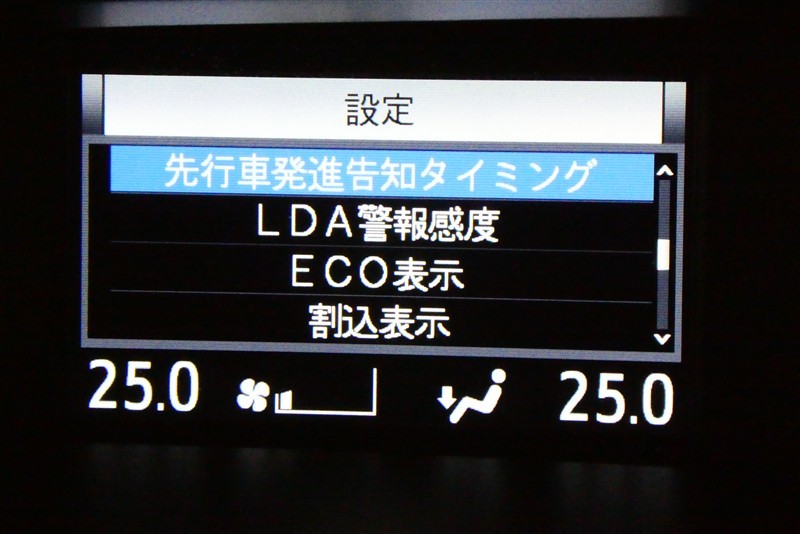 設定
先行車発進告知タイミング
ＬＤＡ警報感度
ＥＣＯ表示
割込表示
25.0 25.0